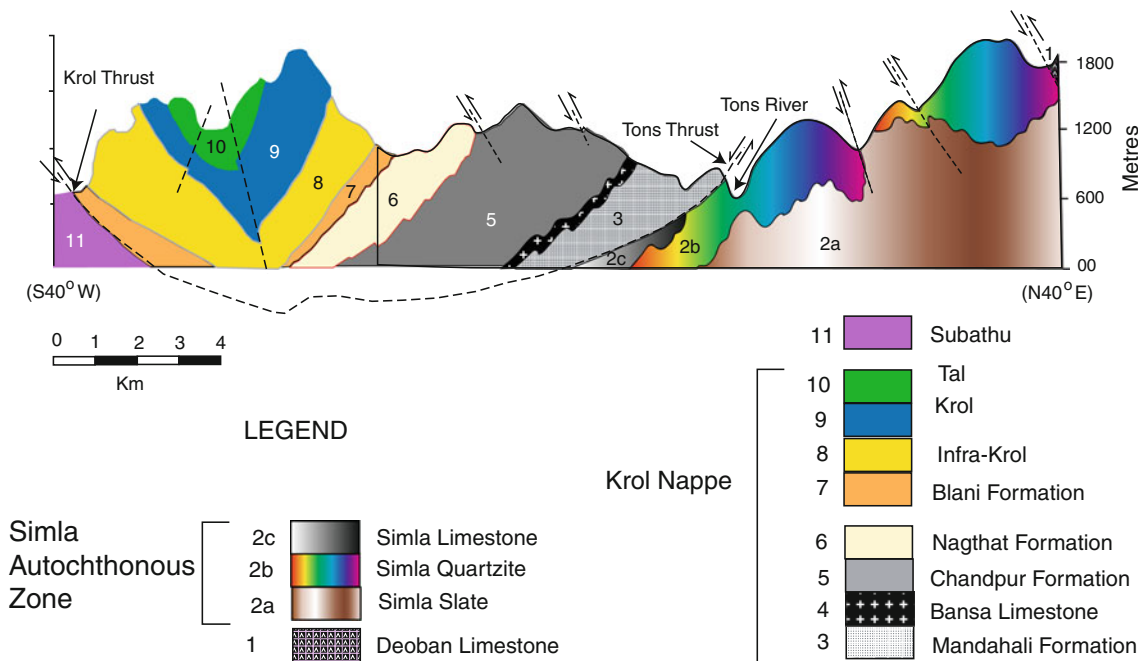 Krol Thrust
Tons Thrust
Tons River
1
1800
1200
600
00
Metres
10
9
8
7
6
5
3
2c
2b
2a
11
(S40° W)
(N40° E)
0 1 2 3 4
Km
LEGEND
Simla
Autochthonous
Zone
2c Simla Limestone
2b Simla Quartzite
2a Simla Slate
1 Deoban Limestone
11 Subathu
Krol Nappe
10 Tal
9 Krol
8 Infra-Krol
7 Blani Formation
6 Nagthat Formation
5 Chandpur Formation
4 Bansa Limestone
3 Mandahali Formation